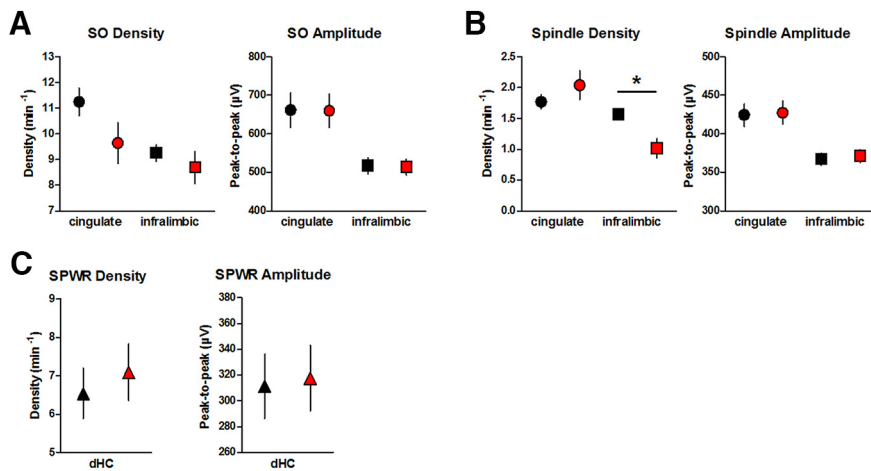 A
SO Density
Density (min -1)
13
12
11
10
9
8
7
cingulate infralimbic
SO Amplitude
Peak-to-peak (µV)
800
700
600
500
400
cingulate infralimbic
B
Spindle Density
Density (min -1)
2.5
2.0
1.5
1.0
0.5
0.0
*
cingulate infralimbic
Spindle Amplitude
Peak-to-peak (µV)
500
450
400
350
300
cingulate infralimbic
C
SPWR Density
Density (min -1)
9
8
7
6
5
dHC
SPWR Amplitude
Peak-to-peak (µV)
380
360
340
320
300
280
260
dHC